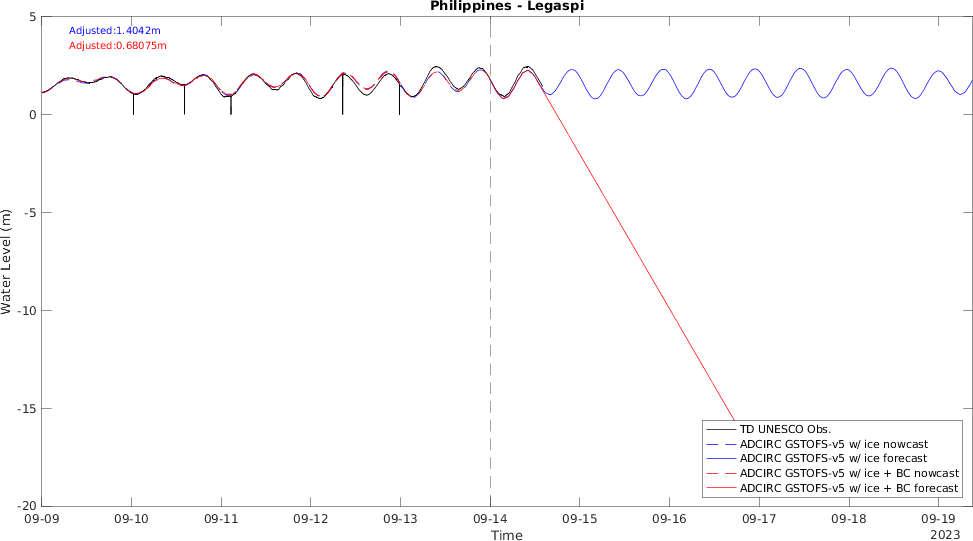 Philippines - Legaspi
Adjusted:1.4042m
Adjusted:0.68075m
5
0
-5
-10
-15
-20
Water Level (m)
TD UNESCO Obs.
ADCIRC GSTOFS-v5 w/ ice nowcast
ADCIRC GSTOFS-v5 w/ ice forecast
ADCIRC GSTOFS-v5 w/ ice + BC nowcast
ADCIRC GSTOFS-v5 w/ ice + BC forecast
09-09 09-10 09-11 09-12 09-13 09-14 09-15 09-16 09-17 09-18 09-19
Time
2023